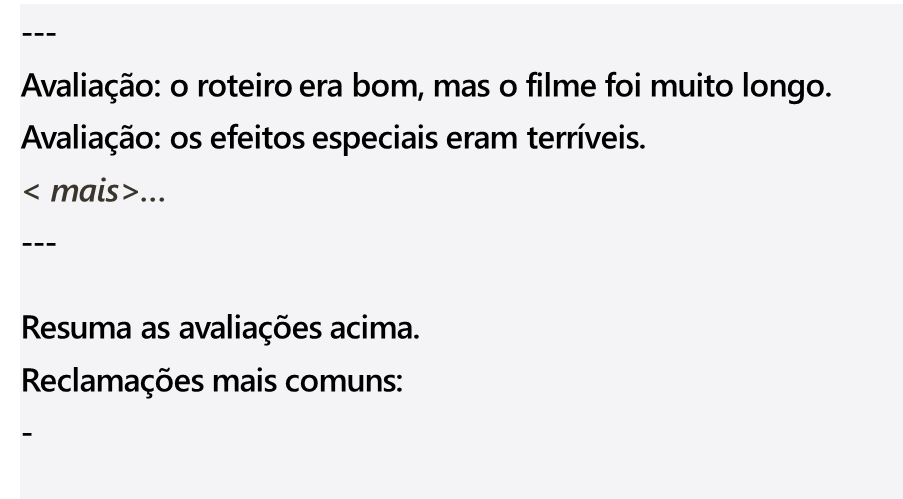 ---
Avaliação: o roteiro era bom, mas o filme foi muito longo.
Avaliação: os efeitos especiais eram terríveis.
< mais>...
---
Resuma as avaliações acima.
Reclamações mais comuns:
-